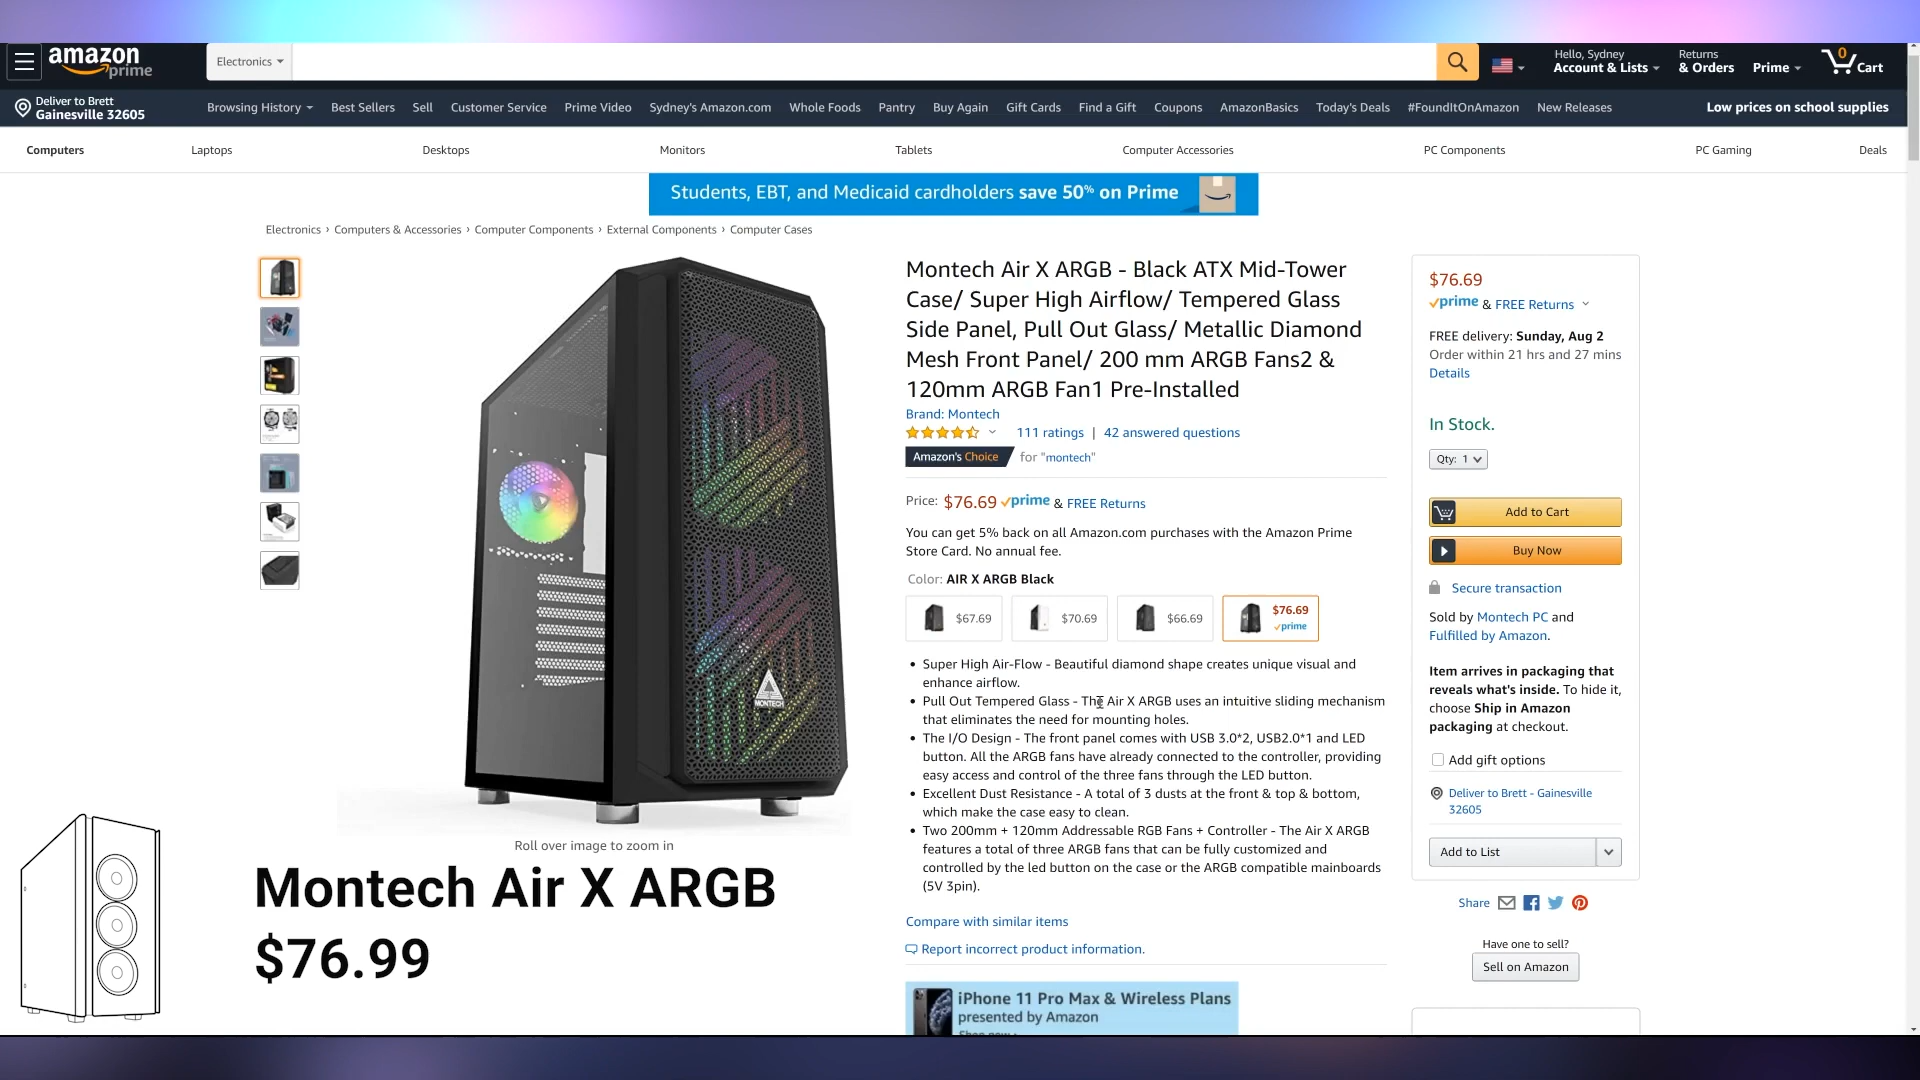 amazon
prime
Electronics
Hello, Sydney
Account & Lists
Returns
& Orders
Prime
0
Cart
Deliver to Brett
Gainesville 32605
Browsing History
Best Sellers
Sell
Customer Service
Prime Video
Sydney's Amazon.com
Whole Foods
Pantry
Buy Again
Gift Cards
Find a Gift
Coupons
AmazonBasics
Today's Deals
#FoundItOnAmazon
New Releases
Low prices on school supplies
Computers
Laptops
Desktops
Monitors
Tablets
Computer Accessories
PC Components
PC Gaming
Deals
Students, EBT, and Medicaid cardholders save 50% on Prime
Electronics › Computers & Accessories › Computer Components › External Components › Computer Cases
MONTECH
Roll over image to zoom in
Montech Air X ARGB
$76.99
Montech Air X ARGB - Black ATX Mid-Tower
Case/ Super High Airflow/ Tempered Glass
Side Panel, Pull Out Glass/ Metallic Diamond
Mesh Front Panel/ 200 mm ARGB Fans2 &
120mm ARGB Fan1 Pre-Installed
Brand: Montech
111 ratings | 42 answered questions
Amazon's Choice for "montech"
Price: $76.69 prime & FREE Returns
You can get 5% back on all Amazon.com purchases with the Amazon Prime
Store Card. No annual fee.
Color: AIR X ARGB Black
$67.69
$70.69
$66.69
$76.69
prime
• Super High Air-Flow - Beautiful diamond shape creates unique visual and
enhance airflow.
• Pull Out Tempered Glass - The Air X ARGB uses an intuitive sliding mechanism
that eliminates the need for mounting holes.
• The I/O Design - The front panel comes with USB 3.0*2, USB2.0*1 and LED
button. All the ARGB fans have already connected to the controller, providing
easy access and control of the three fans through the LED button.
• Excellent Dust Resistance - A total of 3 dusts at the front & top & bottom,
which make the case easy to clean.
• Two 200mm + 120mm Addressable RGB Fans + Controller - The Air X ARGB
features a total of three ARGB fans that can be fully customized and
controlled by the led button on the case or the ARGB compatible mainboards
(5V 3pin).
Compare with similar items
Report incorrect product information.
iPhone 11 Pro Max & Wireless Plans
presented by Amazon
Shop now ›
$76.69
prime & FREE Returns
FREE delivery: Sunday, Aug 2
Order within 21 hrs and 27 mins
Details
In Stock.
Qty: 1
Add to Cart
Buy Now
Secure transaction
Sold by Montech PC and
Fulfilled by Amazon.
Item arrives in packaging that
reveals what's inside. To hide it,
choose Ship in Amazon
packaging at checkout.
Add gift options
Deliver to Brett - Gainesville
32605
Add to List
Share
Have one to sell?
Sell on Amazon